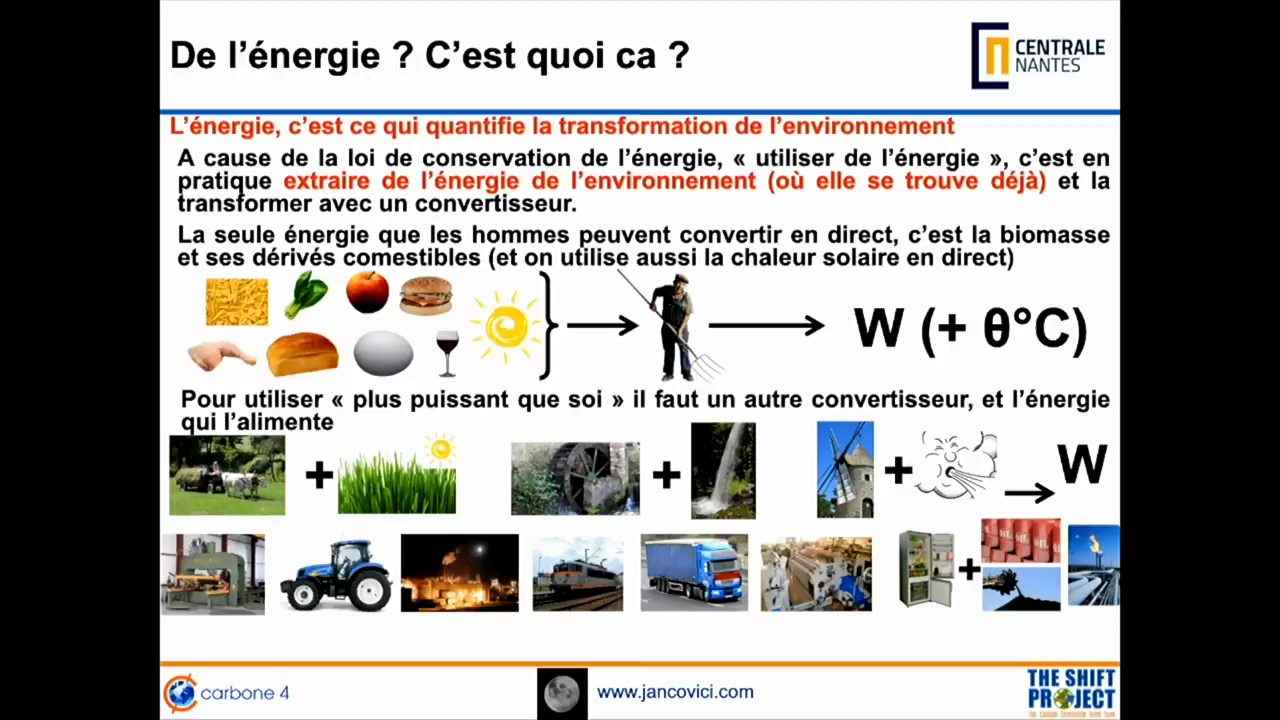 De l’énergie ? C’est quoi ca ?
CENTRALE
NANTES
L’énergie, c’est ce qui quantifie la transformation de l’environnement
A cause de la loi de conservation de l’énergie, « utiliser de l’énergie », c’est en
pratique extraire de l’énergie de l’environnement (où elle se trouve déjà) et la
transformer avec un convertisseur.
La seule énergie que les hommes peuvent convertir en direct, c’est la biomasse
et ses dérivés comestibles (et on utilise aussi la chaleur solaire en direct)
W (+ θ°C)
Pour utiliser « plus puissant que soi » il faut un autre convertisseur, et l’énergie
qui l’alimente
+ + + W
+
carbone 4
www.jancovici.com
THE SHIFT
PROJECT
THE CARBON TRANSITION THINK TANK